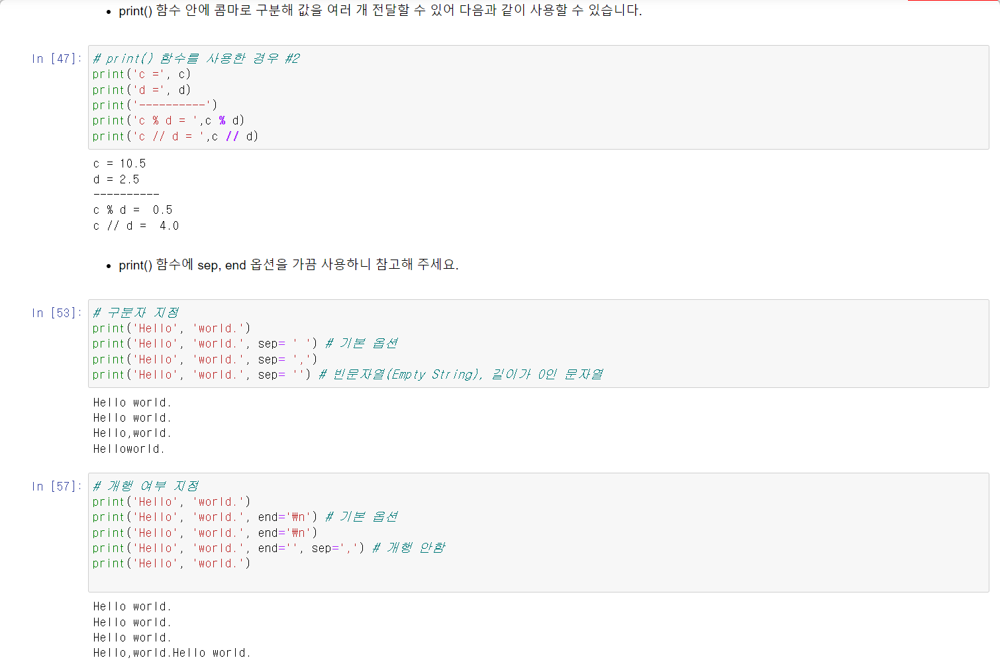 • print() 함수 안에 콤마로 구분해 값을 여러 개 전달할 수 있어 다음과 같이 사용할 수 있습니다.
In [47]: # print() 함수를 사용한 경우 #2
print('c =', c)
print('d =', d)
print('----------')
print('c % d = ',c % d)
print('c // d = ',c // d)
c = 10.5
d = 2.5
----------
c % d =  0.5
c // d =  4.0
• print() 함수에 sep, end 옵션을 가끔 사용하니 참고해 주세요.
In [53]: # 구분자 지정
print('Hello', 'world.')
print('Hello', 'world.', sep= ' ') # 기본 옵션
print('Hello', 'world.', sep= ',')
print('Hello', 'world.', sep= '') # 빈문자열(Empty String), 길이가 0인 문자열
Hello world.
Hello world.
Hello,world.
Helloworld.
In [57]: # 개행 여부 지정
print('Hello', 'world.')
print('Hello', 'world.', end='₩n') # 기본 옵션
print('Hello', 'world.', end='₩n')
print('Hello', 'world.', end='', sep=',') # 개행 안함
print('Hello', 'world.')
Hello world.
Hello world.
Hello world.
Hello,world.Hello world.